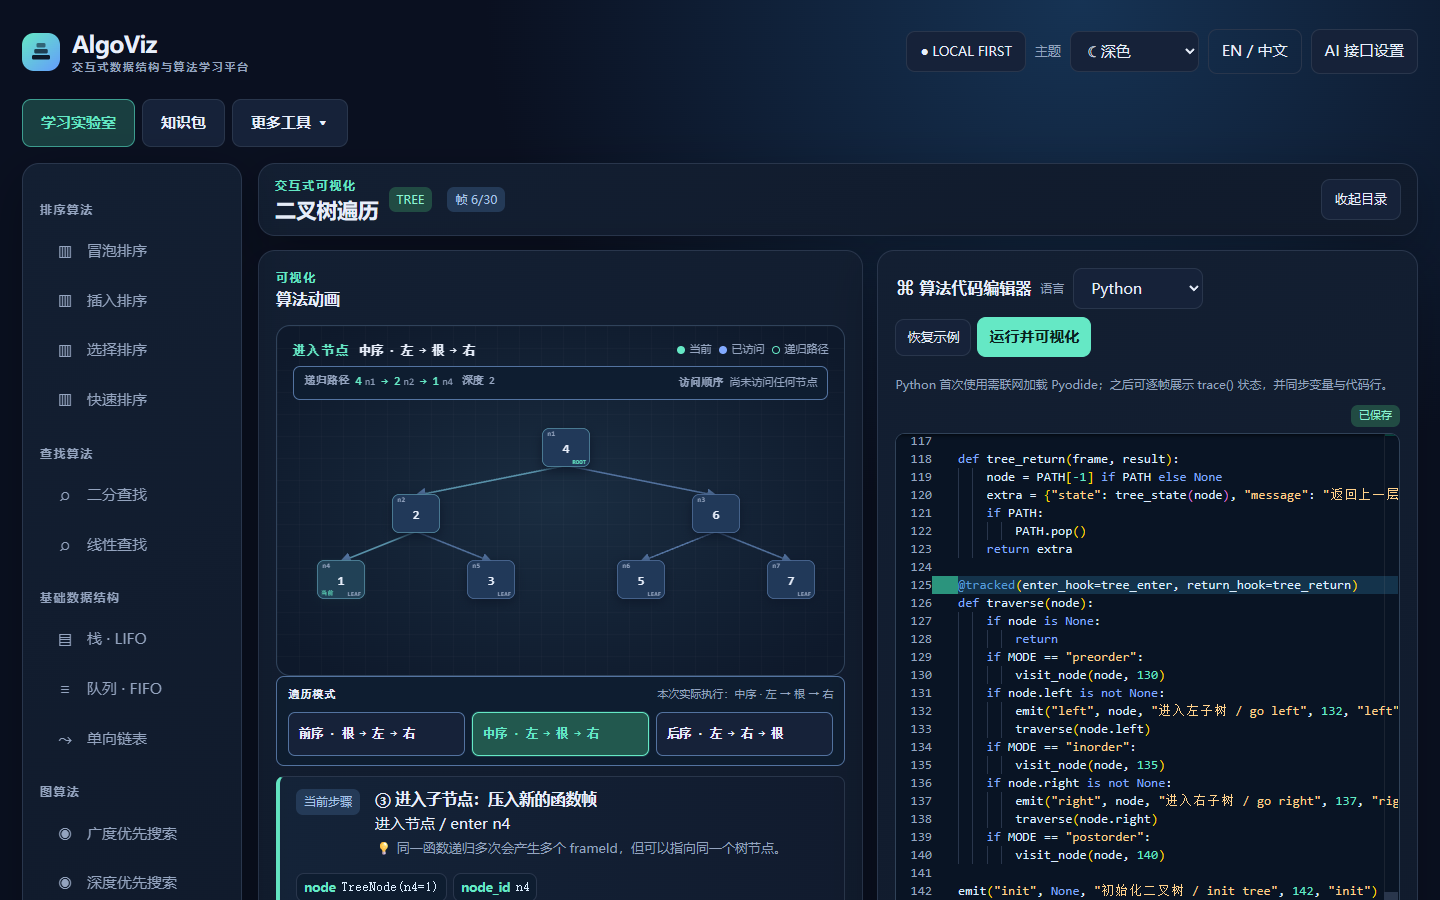 AlgoViz
交互式数据结构与算法学习平台
● LOCAL FIRST
主题
☾ 深色
EN / 中文
AI 接口设置
学习实验室
知识包
更多工具 ▾
排序算法
冒泡排序
插入排序
选择排序
快速排序
查找算法
二分查找
线性查找
基础数据结构
栈 · LIFO
队列 · FIFO
单向链表
图算法
广度优先搜索
深度优先搜索
交互式可视化
二叉树遍历
TREE
帧 6/30
收起目录
可视化
算法动画
进入节点 中序 · 左 → 根 → 右
当前 已访问 递归路径
递归路径 4 n1 → 2 n2 → 1 n4 深度 2
访问顺序 尚未访问任何节点
n1
4
ROOT
n2
2
n3
6
n4
1
当前 LEAF
n5
3
LEAF
n6
5
LEAF
n7
7
LEAF
遍历模式
本次实际执行：中序 · 左 → 根 → 右
前序 · 根 → 左 → 右
中序 · 左 → 根 → 右
后序 · 左 → 右 → 根
当前步骤
③ 进入子节点：压入新的函数帧
进入节点 / enter n4
💡 同一函数递归多次会产生多个 frameId，但可以指向同一个树节点。
node TreeNode(n4=1)
node_id n4
⌘ 算法代码编辑器
语言
Python
恢复示例
运行并可视化
Python 首次使用需联网加载 Pyodide；之后可逐帧展示 trace() 状态，并同步变量与代码行。
已保存
117
118 def tree_return(frame, result):
119 node = PATH[-1] if PATH else None
120 extra = {"state": tree_state(node), "message": "返回上一层
121 if PATH:
122 PATH.pop()
123 return extra
124
125 @tracked(enter_hook=tree_enter, return_hook=tree_return)
126 def traverse(node):
127 if node is None:
128 return
129 if MODE == "preorder":
130 visit_node(node, 130)
131 if node.left is not None:
132 emit("left", node, "进入左子树 / go left", 132, "left"
133 traverse(node.left)
134 if MODE == "inorder":
135 visit_node(node, 135)
136 if node.right is not None:
137 emit("right", node, "进入右子树 / go right", 137, "rig
138 traverse(node.right)
139 if MODE == "postorder":
140 visit_node(node, 140)
141
142 emit("init", None, "初始化二叉树 / init tree", 142, "init")